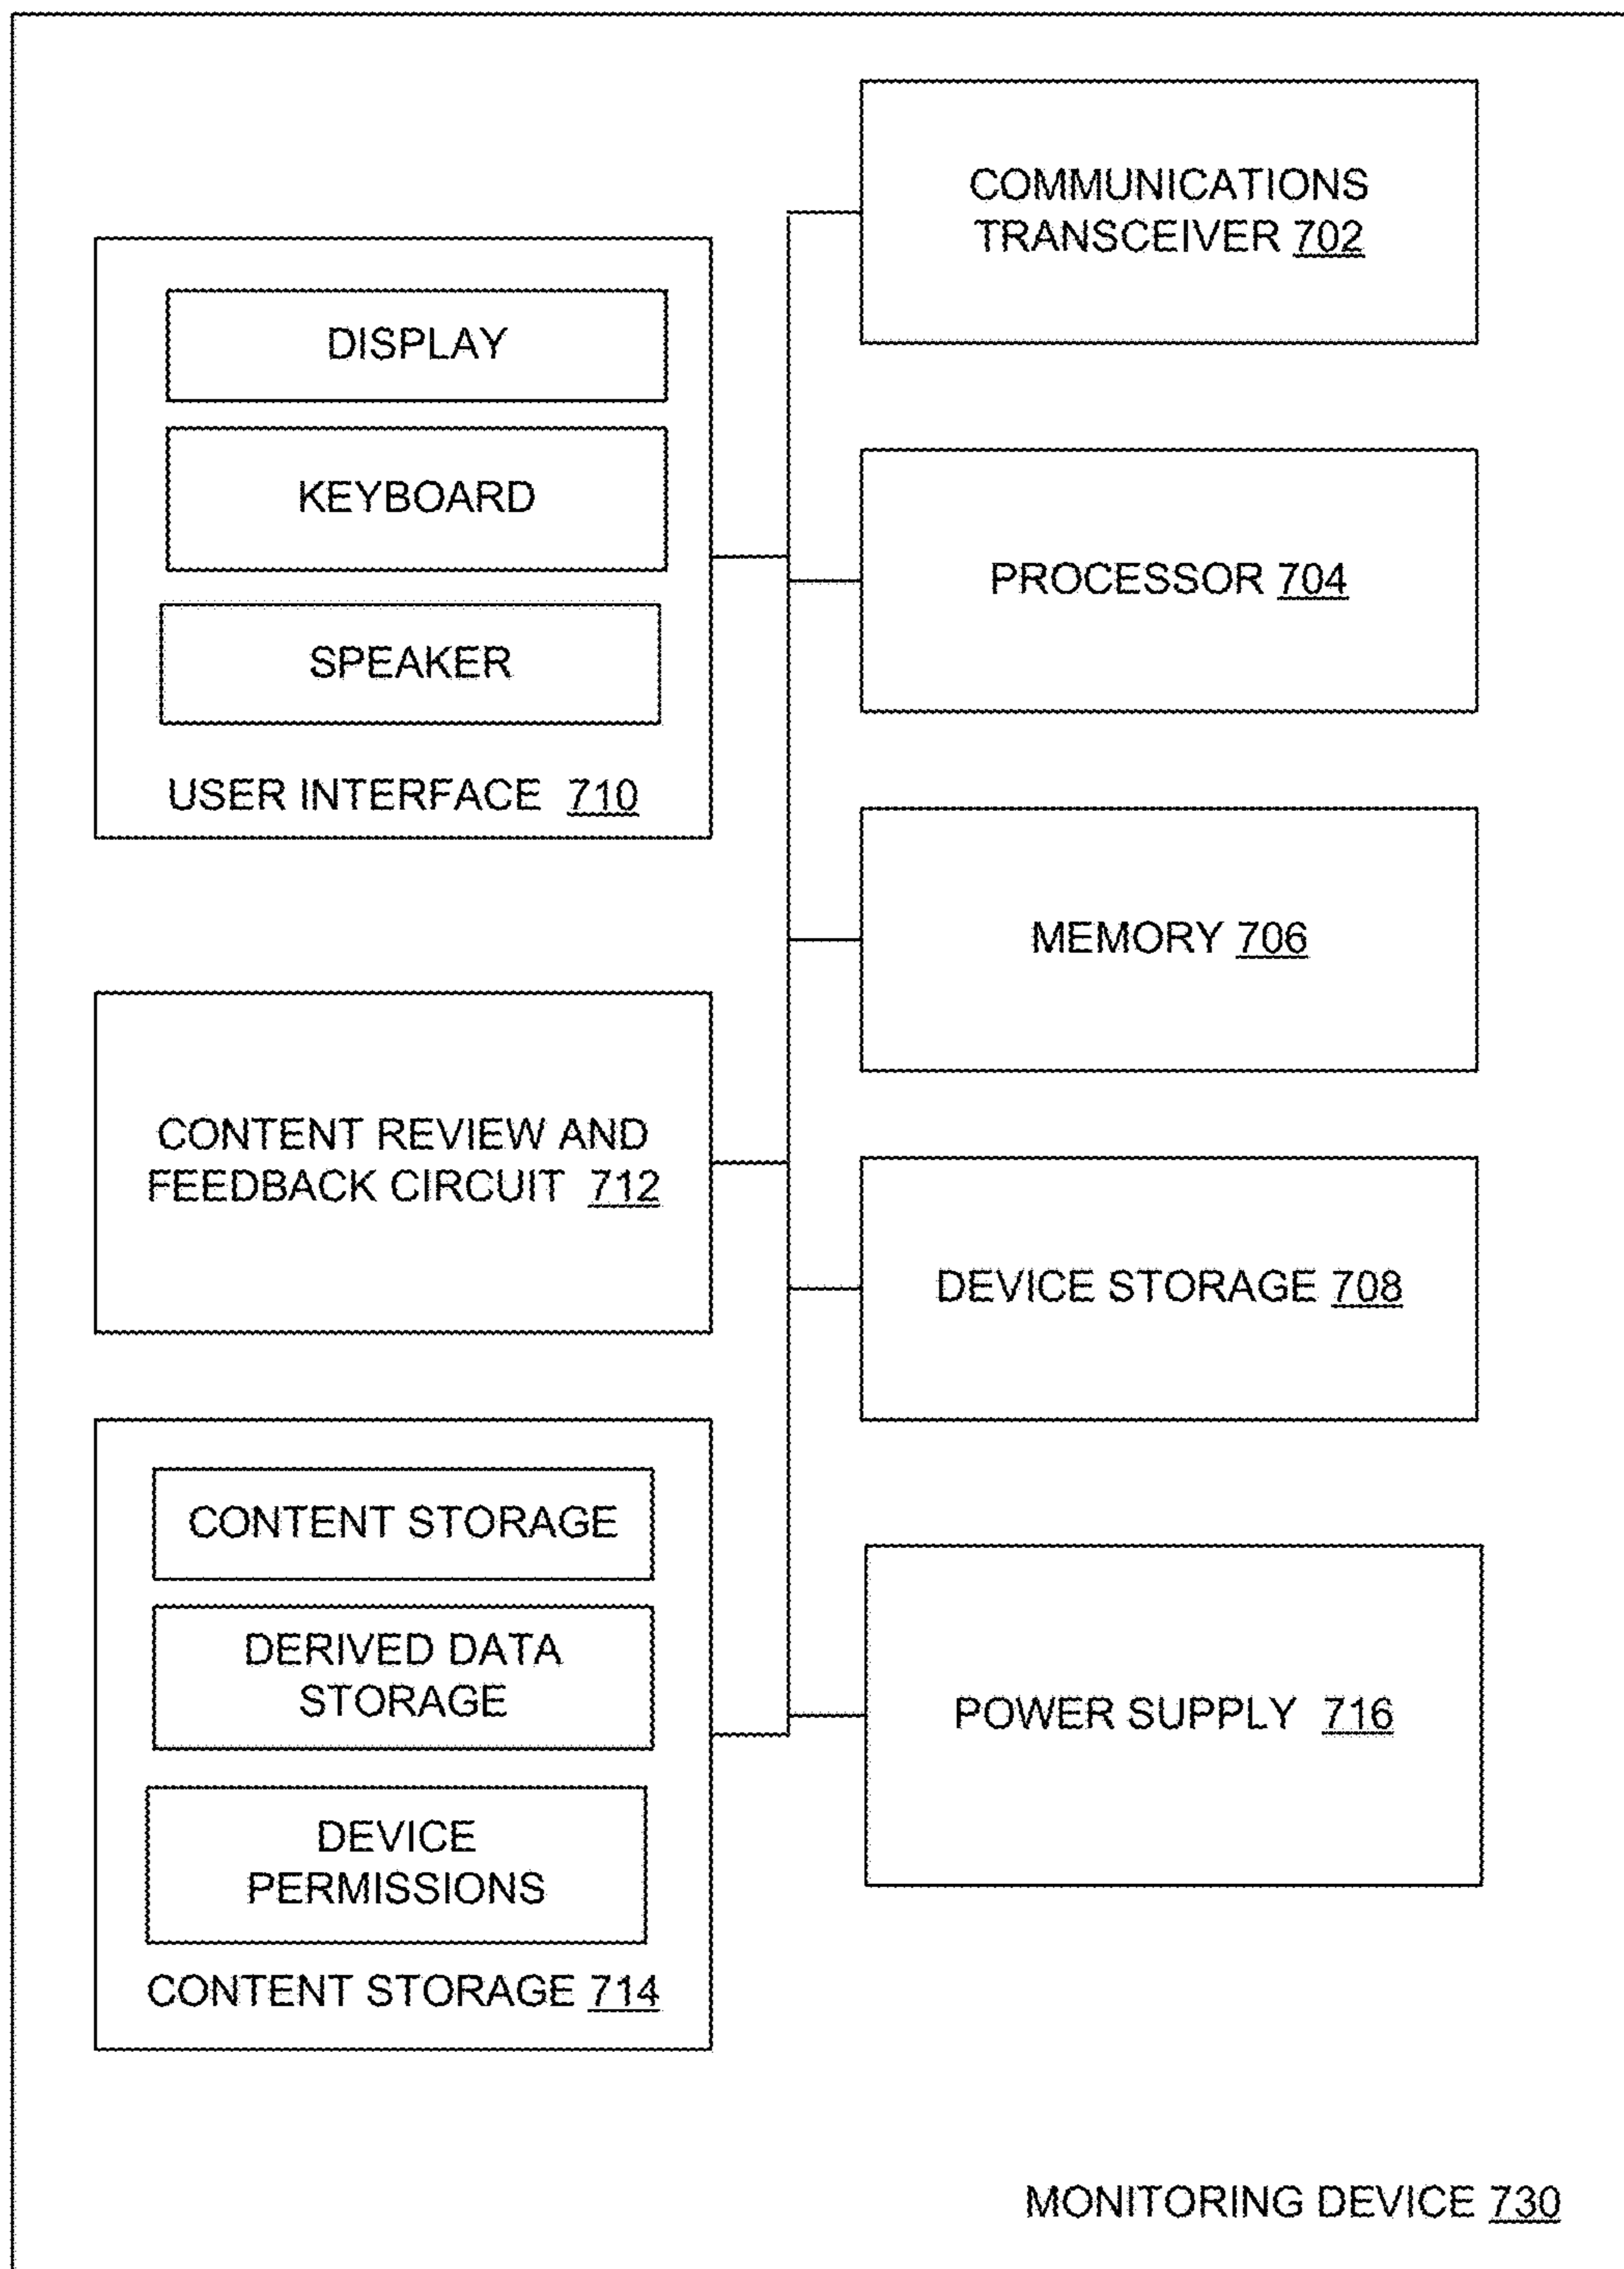 COMMUNICATIONS
TRANSCEIVER 702
DISPLAY
KEYBOARD
SPEAKER
USER INTERFACE 710
PROCESSOR 704
MEMORY 706
CONTENT REVIEW AND
FEEDBACK CIRCUIT 712
DEVICE STORAGE 708
CONTENT STORAGE
DERIVED DATA
STORAGE
DEVICE
PERMISSIONS
CONTENT STORAGE 714
POWER SUPPLY 716
MONITORING DEVICE 730